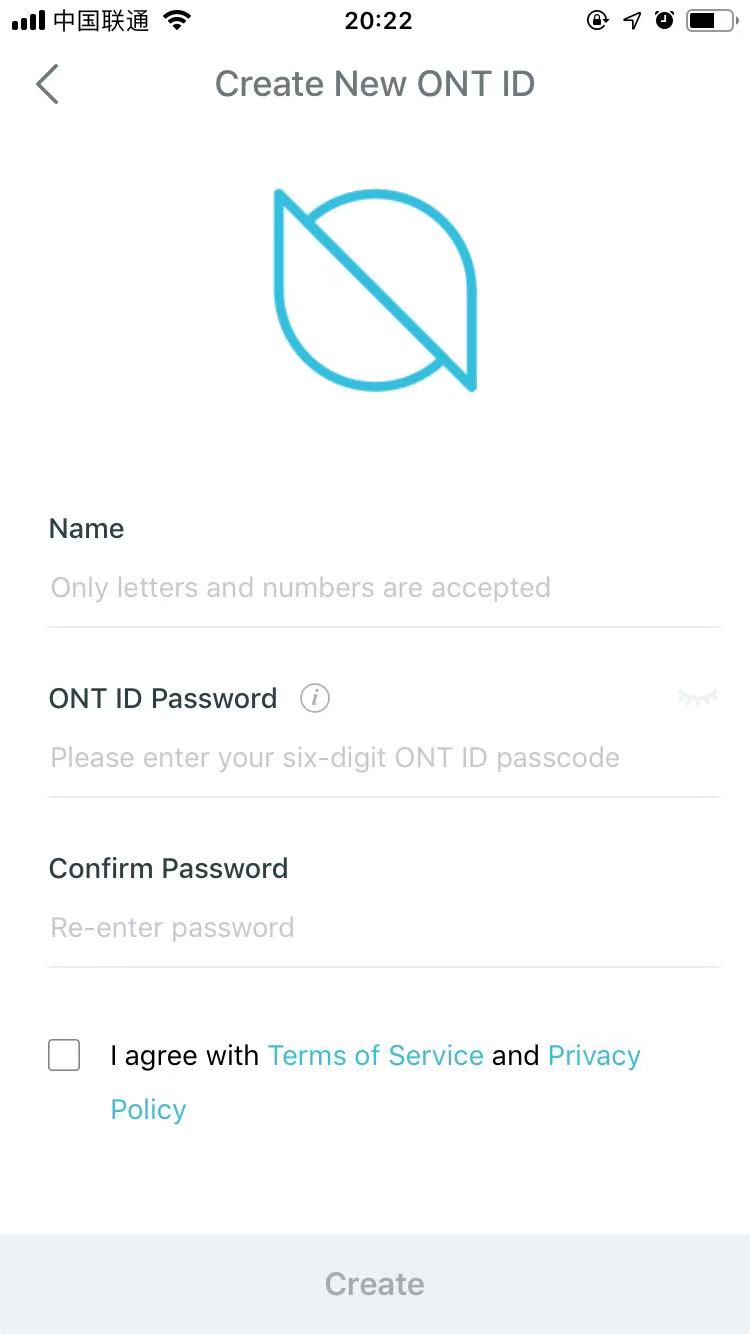 中国联通
20:22
Create New ONT ID
Name
Only letters and numbers are accepted
ONT ID Password
Please enter your six-digit ONT ID passcode
Confirm Password
Re-enter password
I agree with Terms of Service and Privacy
Policy
Create